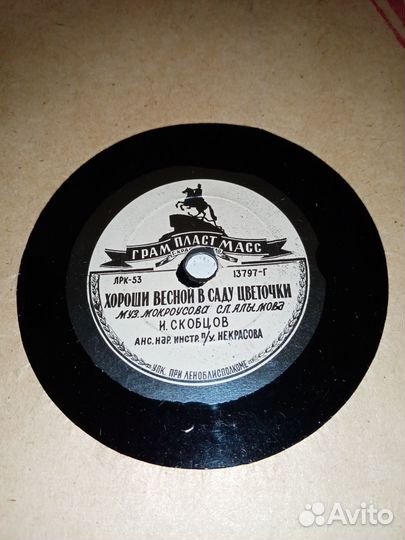 ГРАМ ПЛАСТ МАСС
ЛРК-53 13797-Г
ХОРОШИ ВЕСНОЙ В САДУ ЦВЕТОЧКИ
МУЗ. МОКРОУСОВА СЛ. АЛЫМОВА
И. СКОБЦОВ
АНС. НАР. ИНСТР. П/У. НЕКРАСОВА
УПК. ПРИ ЛЕНОБЛИСПОЛКОМЕ
Avito